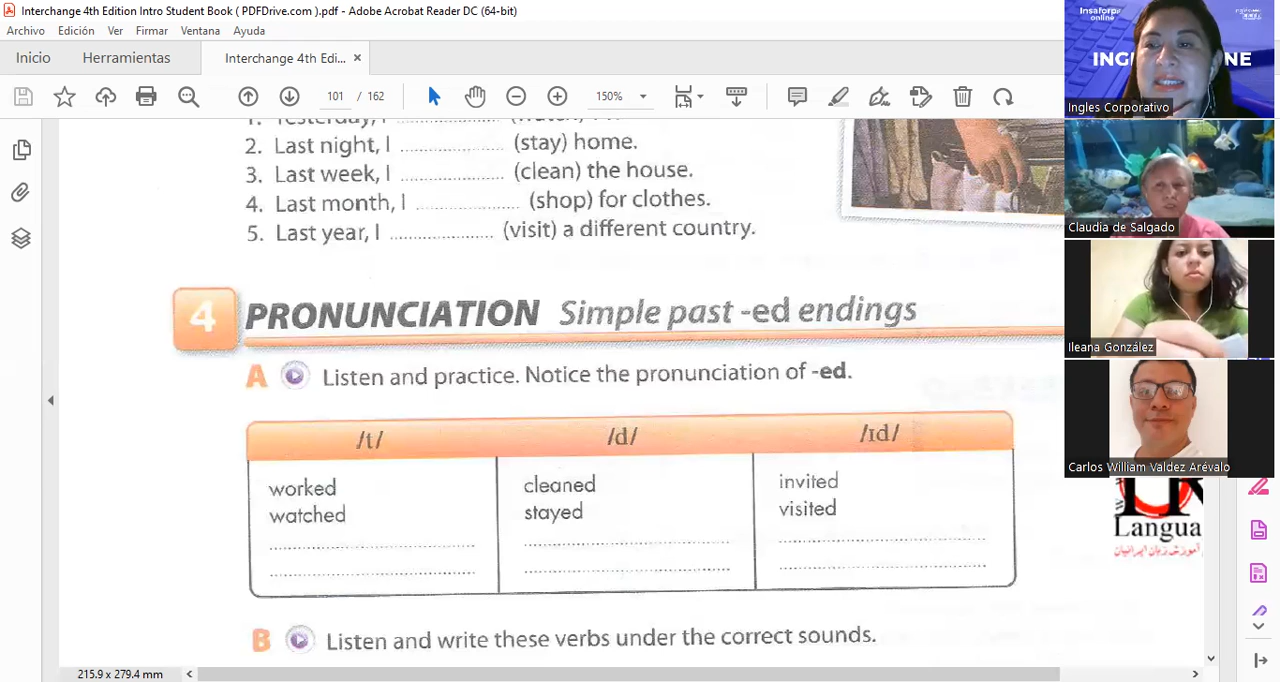 Interchange 4th Edition Intro Student Book ( PDFDrive.com ).pdf - Adobe Acrobat Reader DC (64-bit)
Archivo Edición Ver Firmar Ventana Ayuda
Inicio Herramientas Interchange 4th Edi... ×
101 / 162 150%
2. Last night, I .................... (stay) home.
3. Last week, I .................... (clean) the house.
4. Last month, I .................... (shop) for clothes.
5. Last year, I .................... (visit) a different country.
4 PRONUNCIATION Simple past -ed endings
A Listen and practice. Notice the pronunciation of -ed.
/t/ /d/ /ɪd/
worked cleaned invited
watched stayed visited
B Listen and write these verbs under the correct sounds.
215.9 x 279.4 mm
Insaforp
online
Ingles Corporativo
Claudia de Salgado
Ileana González
Carlos William Valdez Arévalo
Langua
آموزش زبان ایرانیان